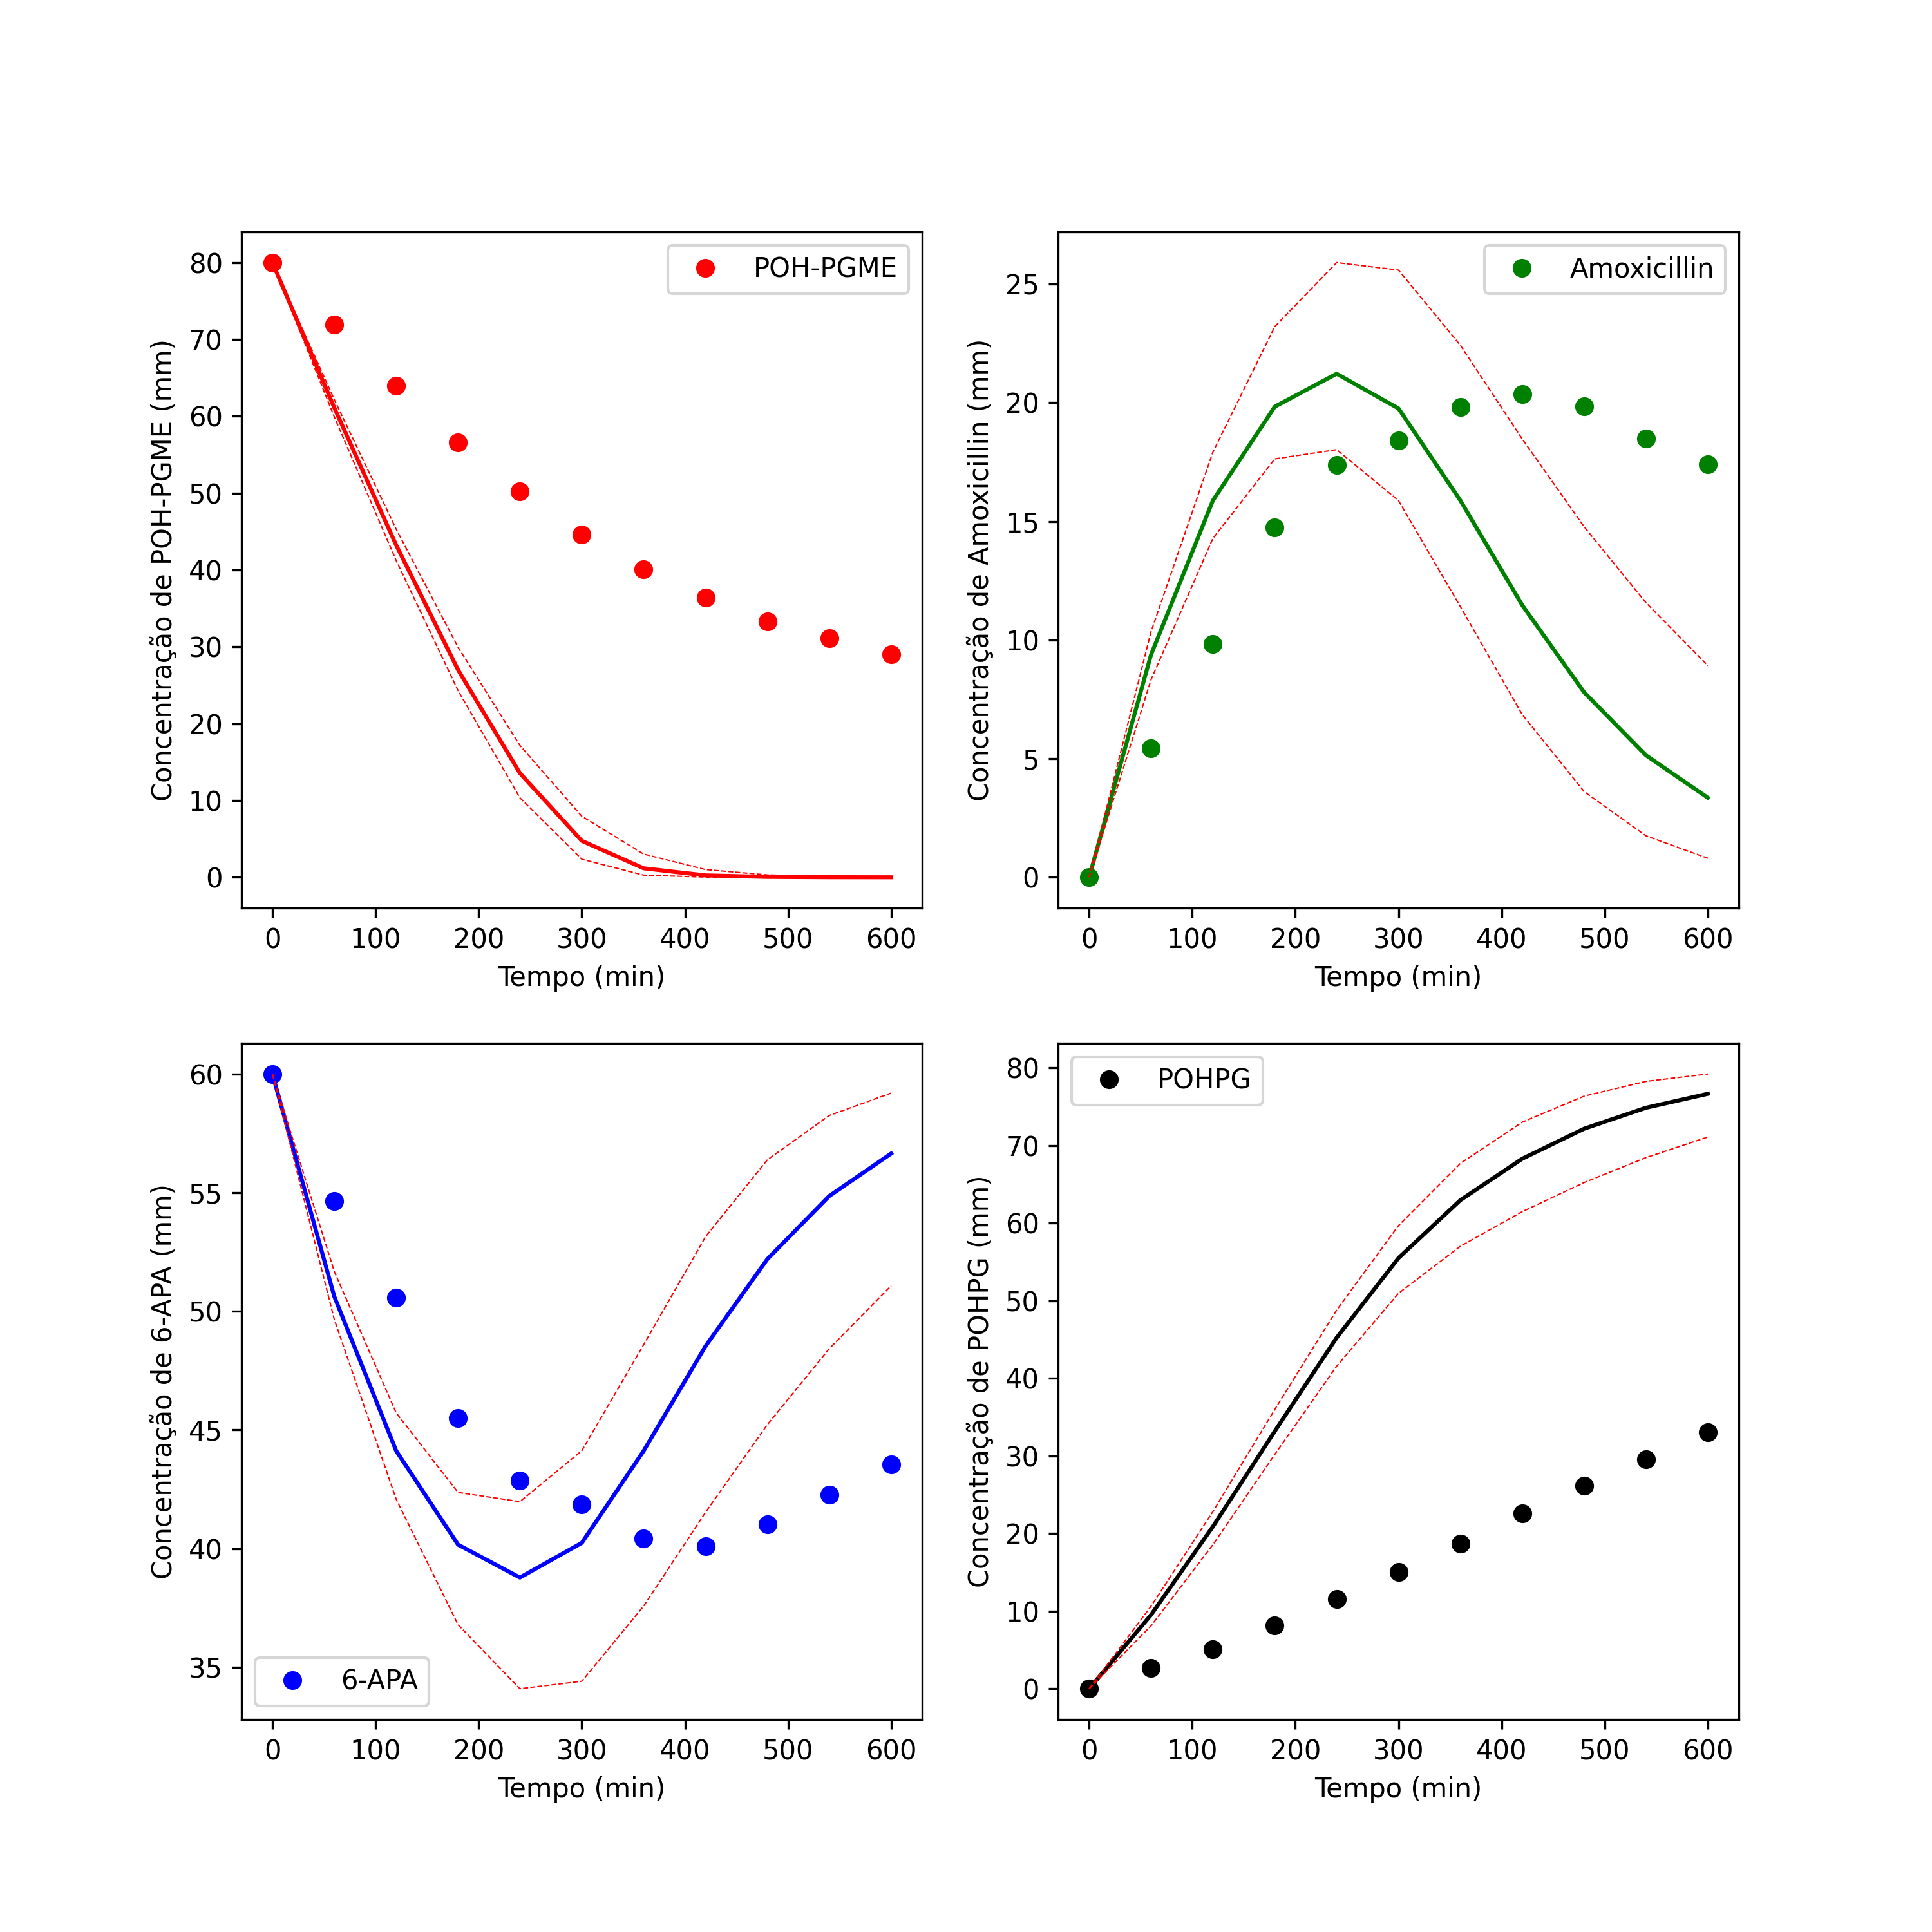 80
70
60
50
40
30
20
10
0
Concentração de POH-PGME (mm)
POH-PGME
0 100 200 300 400 500 600
Tempo (min)
25
20
15
10
5
0
Concentração de Amoxicillin (mm)
Amoxicillin
0 100 200 300 400 500 600
Tempo (min)
60
55
50
45
40
35
Concentração de 6-APA (mm)
6-APA
0 100 200 300 400 500 600
Tempo (min)
80
70
60
50
40
30
20
10
0
Concentração de POHPG (mm)
POHPG
0 100 200 300 400 500 600
Tempo (min)